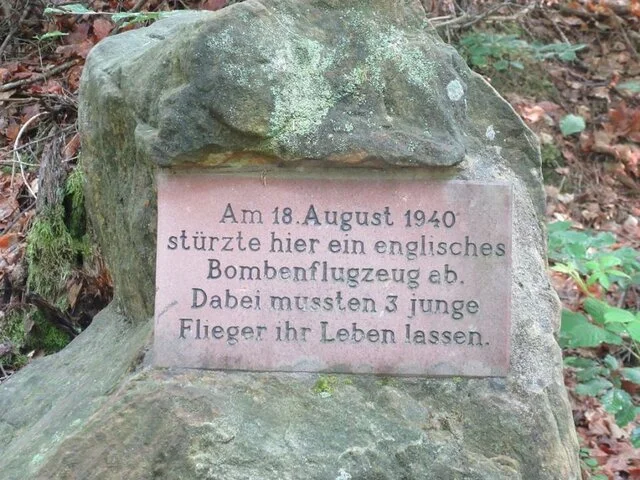 Am 18. August 1940
stürzte hier ein englisches
Bombenflugzeug ab.
Dabei mussten 3 junge
Flieger ihr Leben lassen.